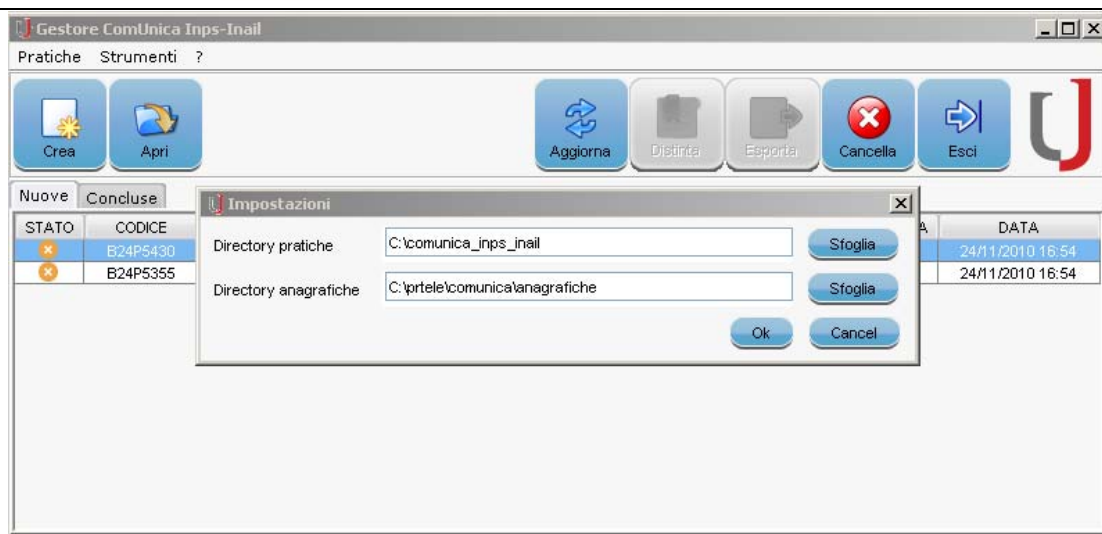 Gestore ComUnica Inps-Inail
Pratiche Strumenti ?
Crea Apri Aggiorna Distinta Esporta Cancella Esci
Nuove Concluse
Impostazioni
STATO CODICE A DATA
Directory pratiche C:\comunica_inps_inail Sfoglia
B24P5430 24/11/2010 16:54
B24P5355 24/11/2010 16:54
Directory anagrafiche C:\prtele\comunica\anagrafiche Sfoglia
Ok Cancel